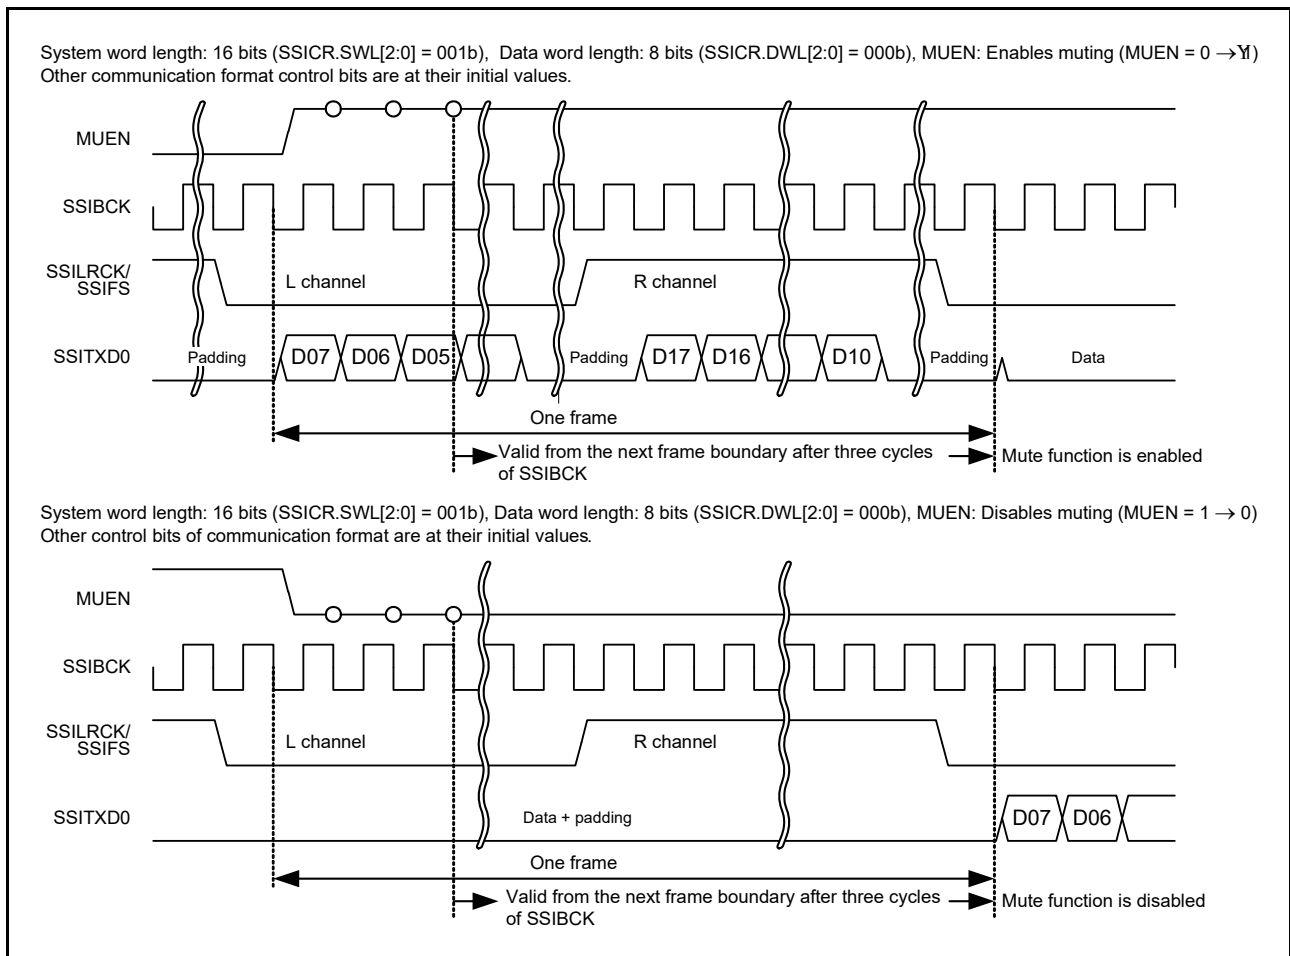 System word length: 16 bits (SSICR.SWL[2:0] = 001b), Data word length: 8 bits (SSICR.DWL[2:0] = 000b), MUEN: Enables muting (MUEN = 0 →
Other communication format control bits are at their initial values.
MUEN
SSIBCK
SSILRCK/
SSIFS
L channel
R channel
SSITXD0
Padding
D07
D06
D05
Padding
D17
D16
D10
Padding
Data
One frame
Valid from the next frame boundary after three cycles
of SSIBCK
Mute function is enabled
System word length: 16 bits (SSICR.SWL[2:0] = 001b), Data word length: 8 bits (SSICR.DWL[2:0] = 000b), MUEN: Disables muting (MUEN = 1 → 0)
Other control bits of communication format are at their initial values.
MUEN
SSIBCK
SSILRCK/
SSIFS
L channel
R channel
SSITXD0
Data + padding
D07
D06
One frame
Valid from the next frame boundary after three cycles
of SSIBCK
Mute function is disabled